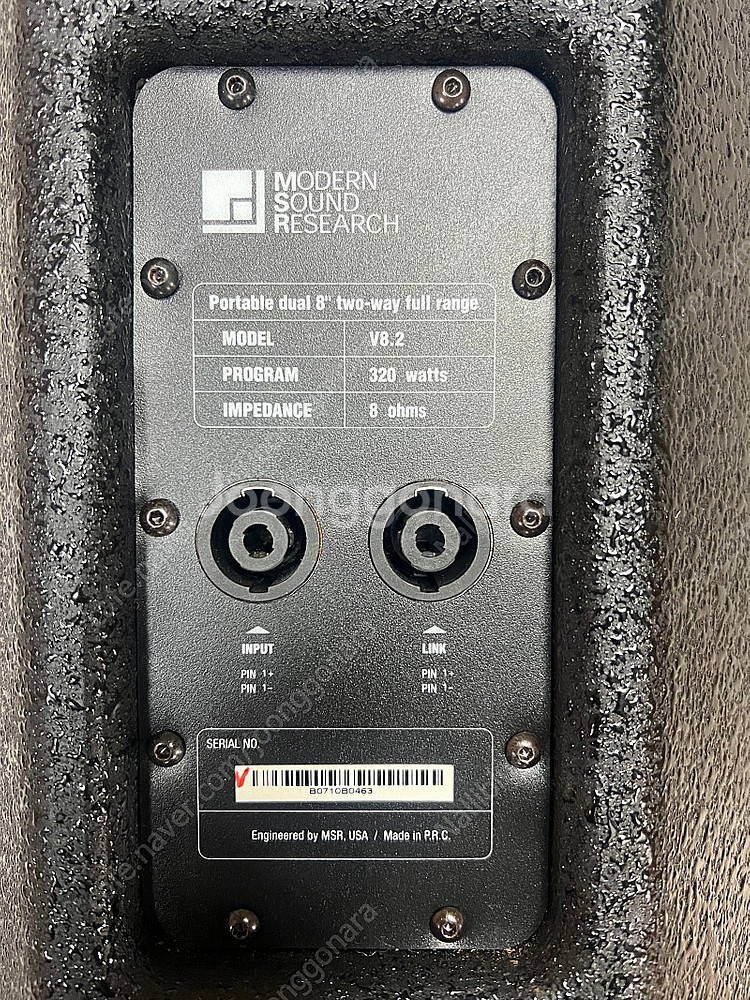 MODERN
SOUND
RESEARCH
Portable dual 8" two-way full range
MODEL V8.2
PROGRAM 320 watts
IMPEDANCE 8 ohms
Joonggonara
INPUT LINK
PIN 1+ PIN 1+
PIN 1- PIN 1-
SERIAL NO.
B0710B0463
Engineered by MSR, USA / Made in P.R.C.